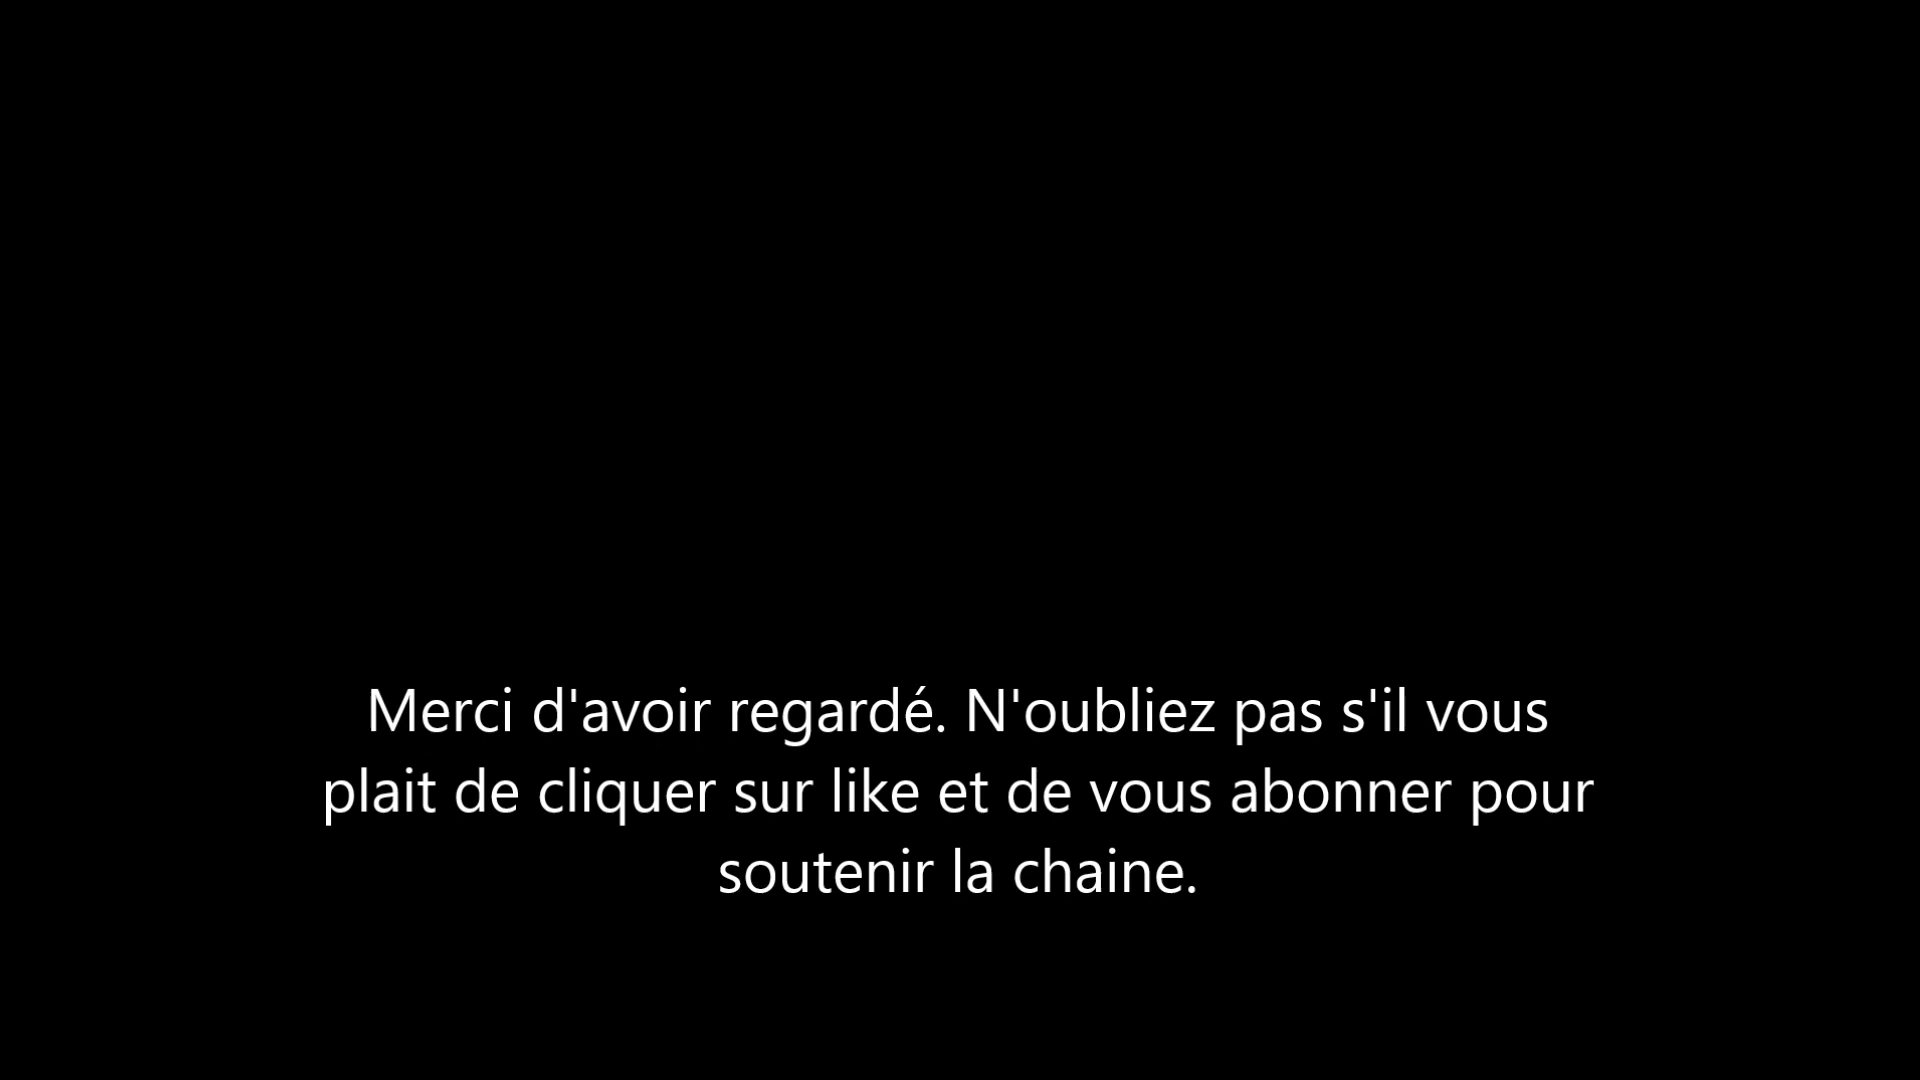 Merci d'avoir regardé. N'oubliez pas s'il vous
plait de cliquer sur like et de vous abonner pour
soutenir la chaine.